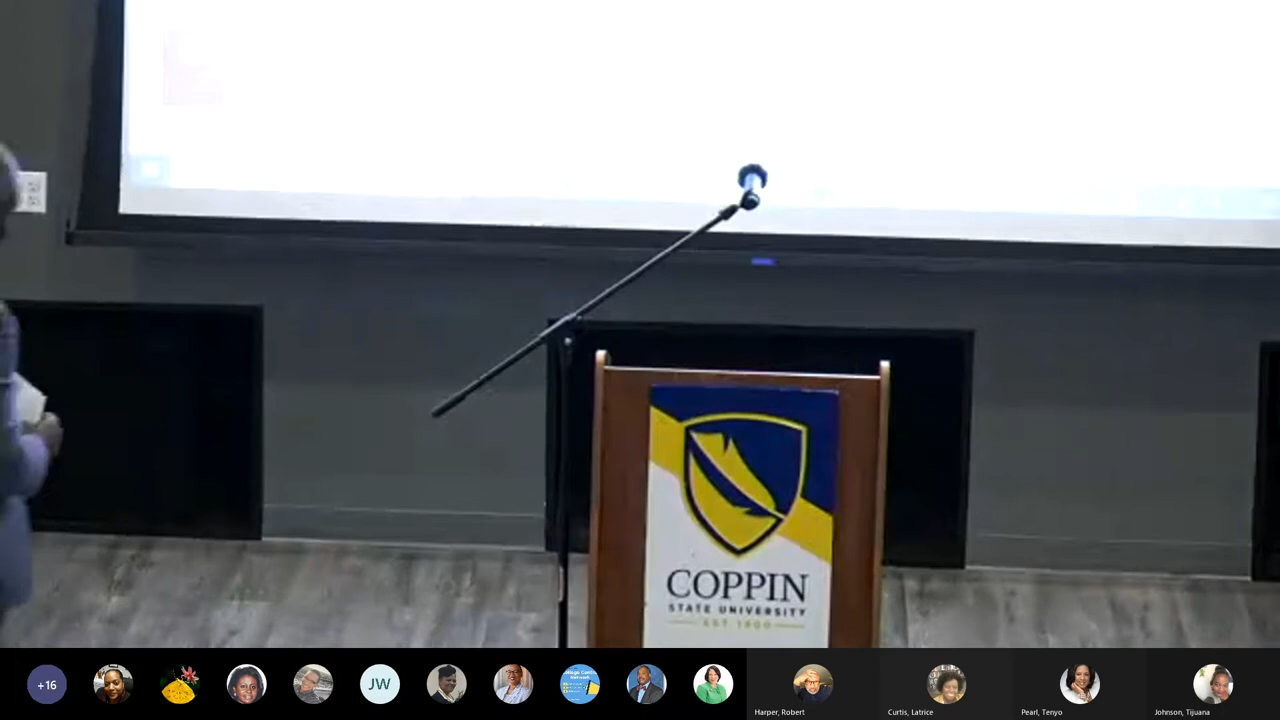 COPPIN
STATE UNIVERSITY
EST. 1900
+16
JW
Harper, Robert
Curtis, Latrice
Pearl, Tenyo
Johnson, Tijuana